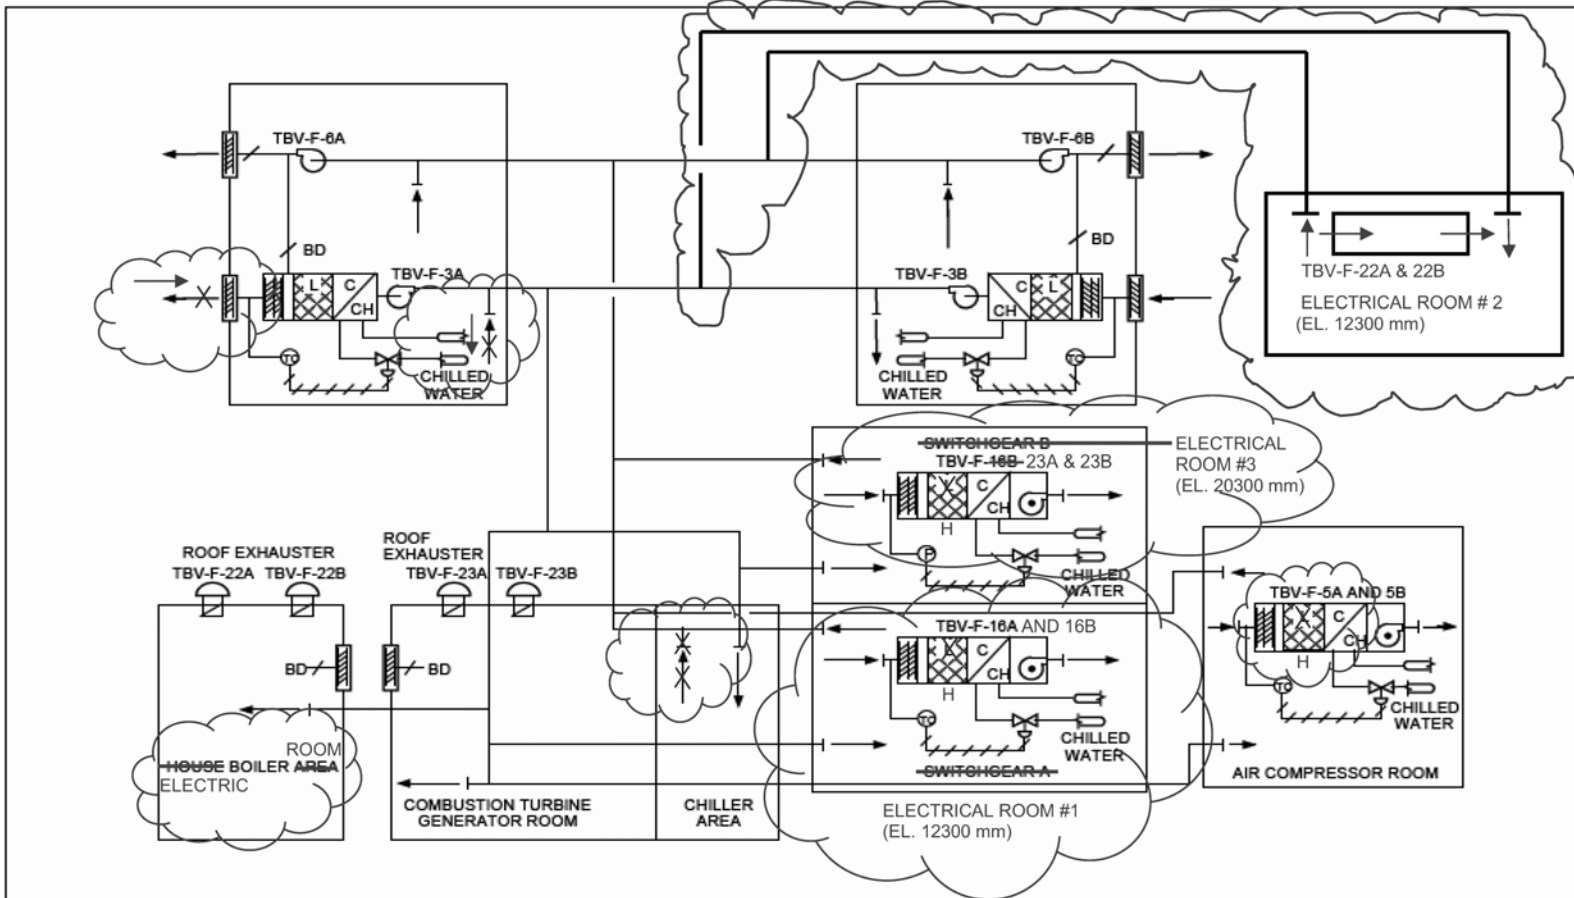 TBV-F-6A
TBV-F-6B
BD
BD
TBV-F-3A
TBV-F-3B
L
C
CH
C
L
CH
TC
TC
CHILLED
WATER
CHILLED
WATER
TBV-F-22A & 22B
ELECTRICAL ROOM # 2
(EL. 12300 mm)
SWITCHGEAR B
TBV-F-16B 23A & 23B
ELECTRICAL
ROOM #3
(EL. 20300 mm)
L
C
CH
H
P
CHILLED
WATER
ROOF EXHAUSTER
TBV-F-22A
TBV-F-22B
ROOF
EXHAUSTER
TBV-F-23A
TBV-F-23B
TBV-F-5A AND 5B
L
C
CH
H
TC
CHILLED
WATER
AIR COMPRESSOR ROOM
TBV-F-16A AND 16B
L
C
CH
H
TC
CHILLED
WATER
SWITCHGEAR A
ELECTRICAL ROOM #1
(EL. 12300 mm)
BD
BD
ROOM
HOUSE BOILER AREA
ELECTRIC
COMBUSTION TURBINE
GENERATOR ROOM
CHILLER
AREA